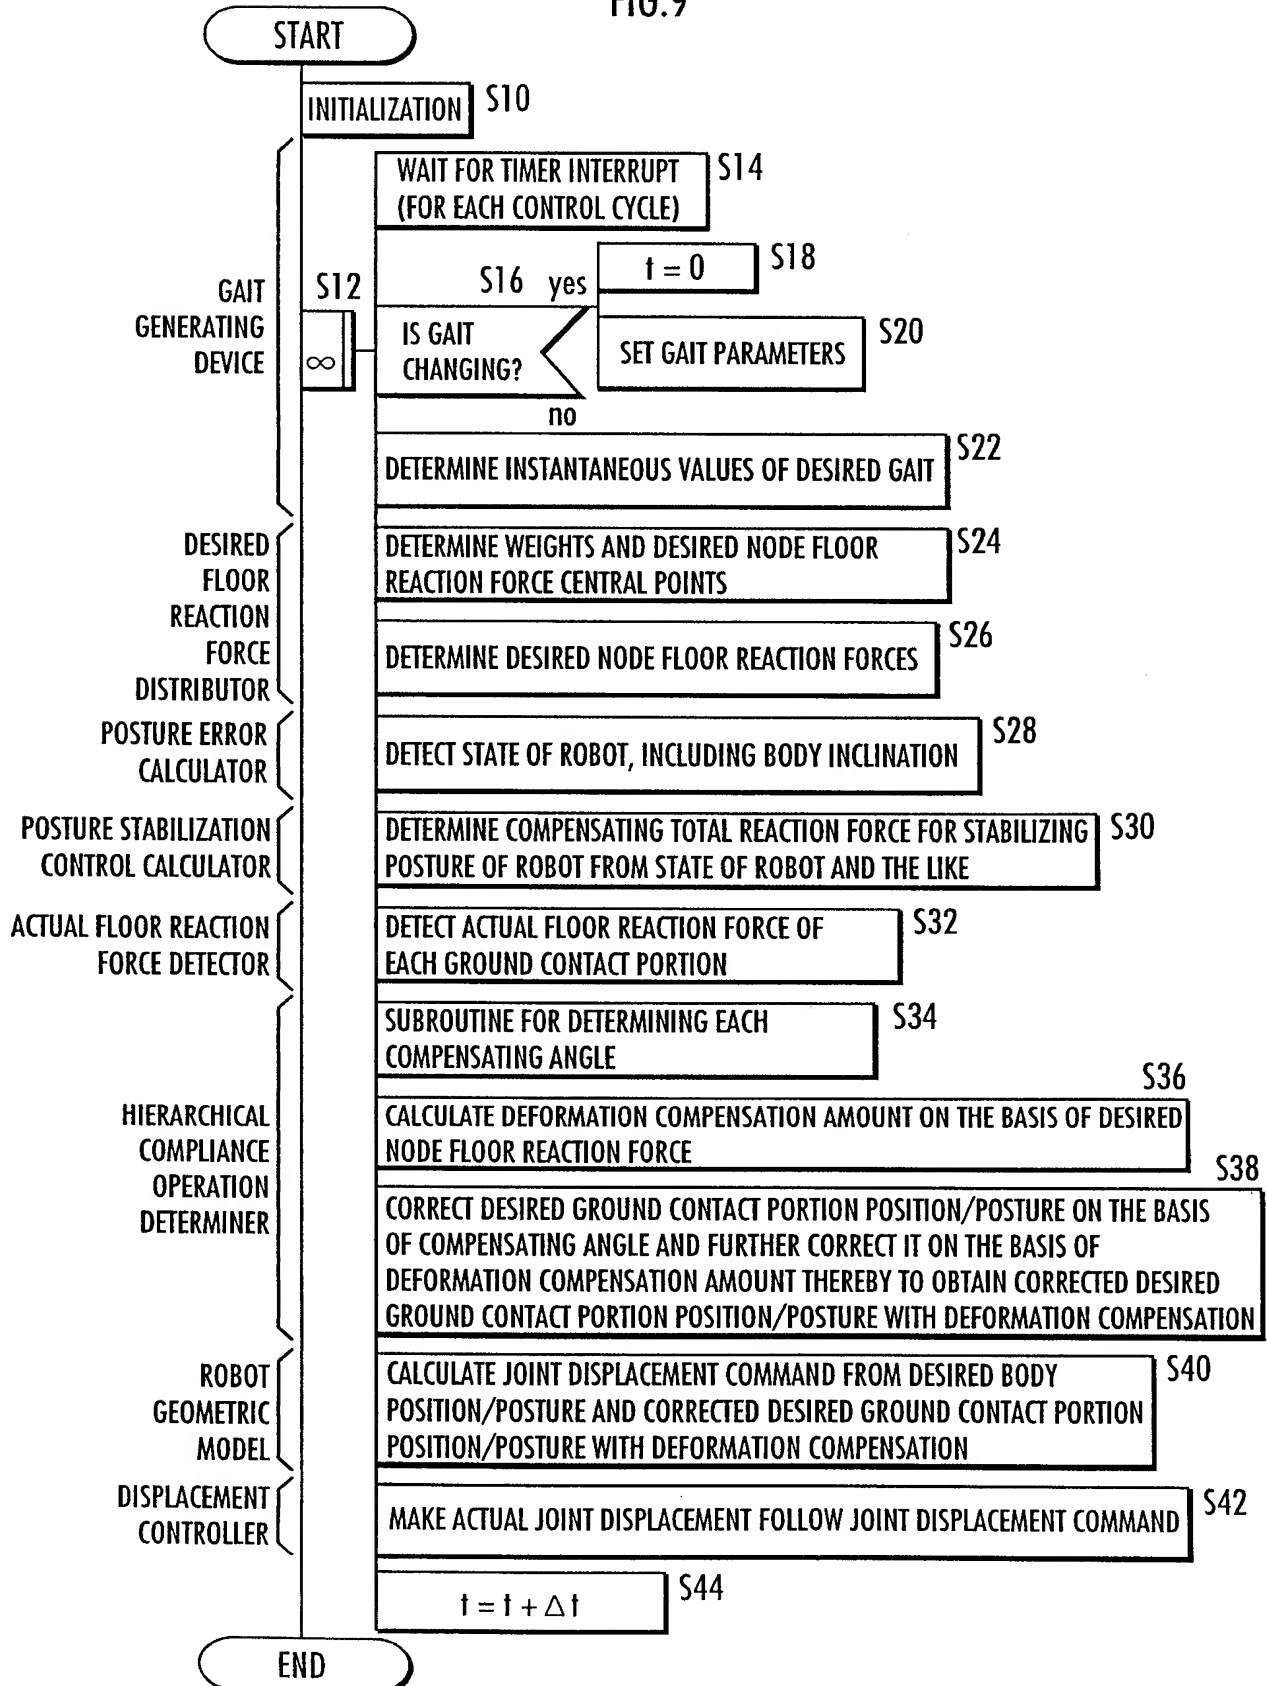 FIG.9
START
INITIALIZATION
S10
WAIT FOR TIMER INTERRUPT
(FOR EACH CONTROL CYCLE)
S14
GAIT
GENERATING
DEVICE
S12
∞
S16
yes
IS GAIT
CHANGING?
no
t = 0
S18
SET GAIT PARAMETERS
S20
DETERMINE INSTANTANEOUS VALUES OF DESIRED GAIT
S22
DESIRED
FLOOR
REACTION
FORCE
DISTRIBUTOR
DETERMINE WEIGHTS AND DESIRED NODE FLOOR
REACTION FORCE CENTRAL POINTS
S24
DETERMINE DESIRED NODE FLOOR REACTION FORCES
S26
POSTURE ERROR
CALCULATOR
DETECT STATE OF ROBOT, INCLUDING BODY INCLINATION
S28
POSTURE STABILIZATION
CONTROL CALCULATOR
DETERMINE COMPENSATING TOTAL REACTION FORCE FOR STABILIZING
POSTURE OF ROBOT FROM STATE OF ROBOT AND THE LIKE
S30
ACTUAL FLOOR REACTION
FORCE DETECTOR
DETECT ACTUAL FLOOR REACTION FORCE OF
EACH GROUND CONTACT PORTION
S32
HIERARCHICAL
COMPLIANCE
OPERATION
DETERMINER
SUBROUTINE FOR DETERMINING EACH
COMPENSATING ANGLE
S34
S36
CALCULATE DEFORMATION COMPENSATION AMOUNT ON THE BASIS OF DESIRED
NODE FLOOR REACTION FORCE
S38
CORRECT DESIRED GROUND CONTACT PORTION POSITION/POSTURE ON THE BASIS
OF COMPENSATING ANGLE AND FURTHER CORRECT IT ON THE BASIS OF
DEFORMATION COMPENSATION AMOUNT THEREBY TO OBTAIN CORRECTED DESIRED
GROUND CONTACT PORTION POSITION/POSTURE WITH DEFORMATION COMPENSATION
ROBOT
GEOMETRIC
MODEL
CALCULATE JOINT DISPLACEMENT COMMAND FROM DESIRED BODY
POSITION/POSTURE AND CORRECTED DESIRED GROUND CONTACT PORTION
POSITION/POSTURE WITH DEFORMATION COMPENSATION
S40
DISPLACEMENT
CONTROLLER
MAKE ACTUAL JOINT DISPLACEMENT FOLLOW JOINT DISPLACEMENT COMMAND
S42
t = t + Δt
S44
END